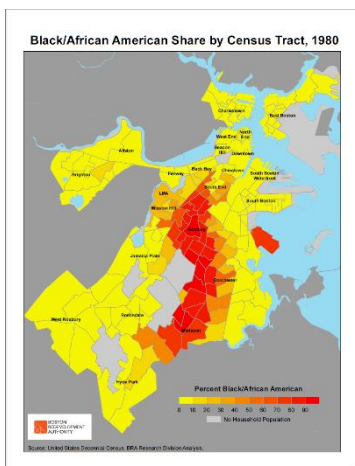 Black/African American Share by Census Tract, 1980
Charlestown
East Boston
Allston
West End
North End
Beacon Hill
Downtown
Brighton
Fenway
Back Bay
Chinatown
South Boston Waterfront
LMA
South End
South Boston
Mission Hill
Roxbury
Jamaica Plain
Dorchester
West Roxbury
Roslindale
Mattapan
Hyde Park
Percent Black/African American
0 10 20 30 40 50 60 70 80 90
No Household Population
BOSTON
REDEVELOPMENT
AUTHORITY
Source: United States Decennial Census, BRA Research Division Analysis.